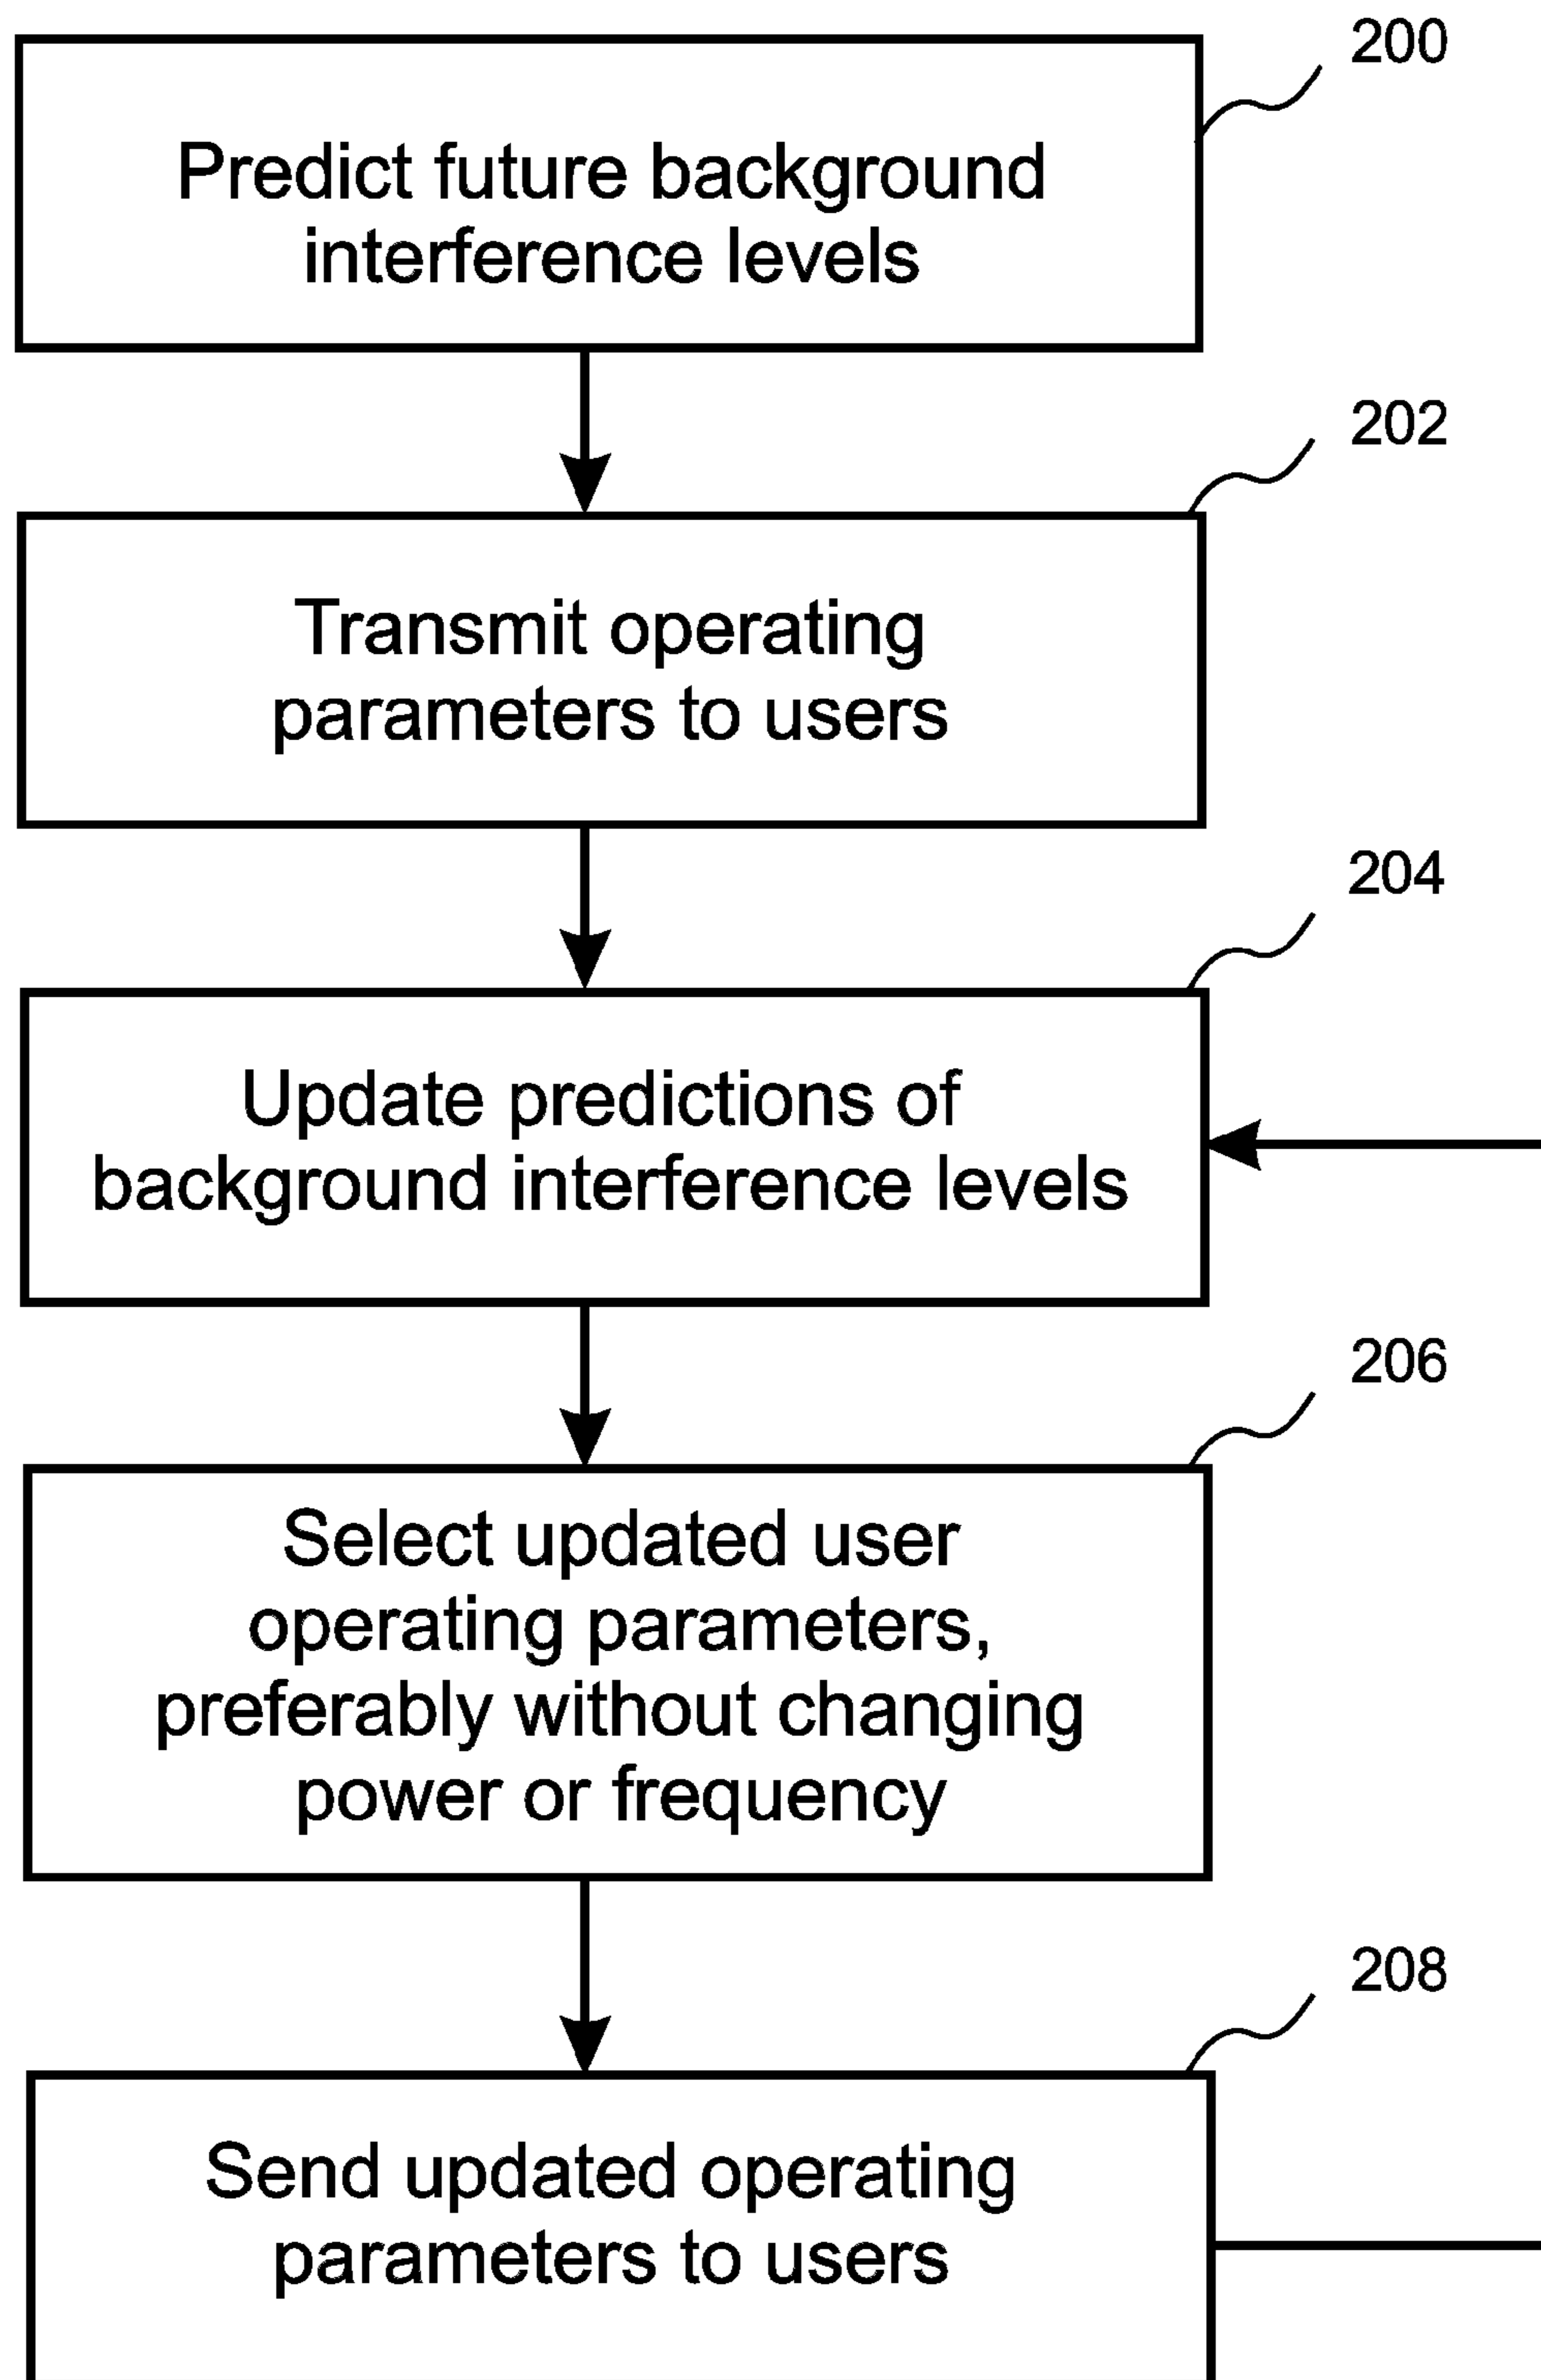 200
Predict future background
interference levels
202
Transmit operating
parameters to users
204
Update predictions of
background interference levels
206
Select updated user
operating parameters,
preferably without changing
power or frequency
208
Send updated operating
parameters to users